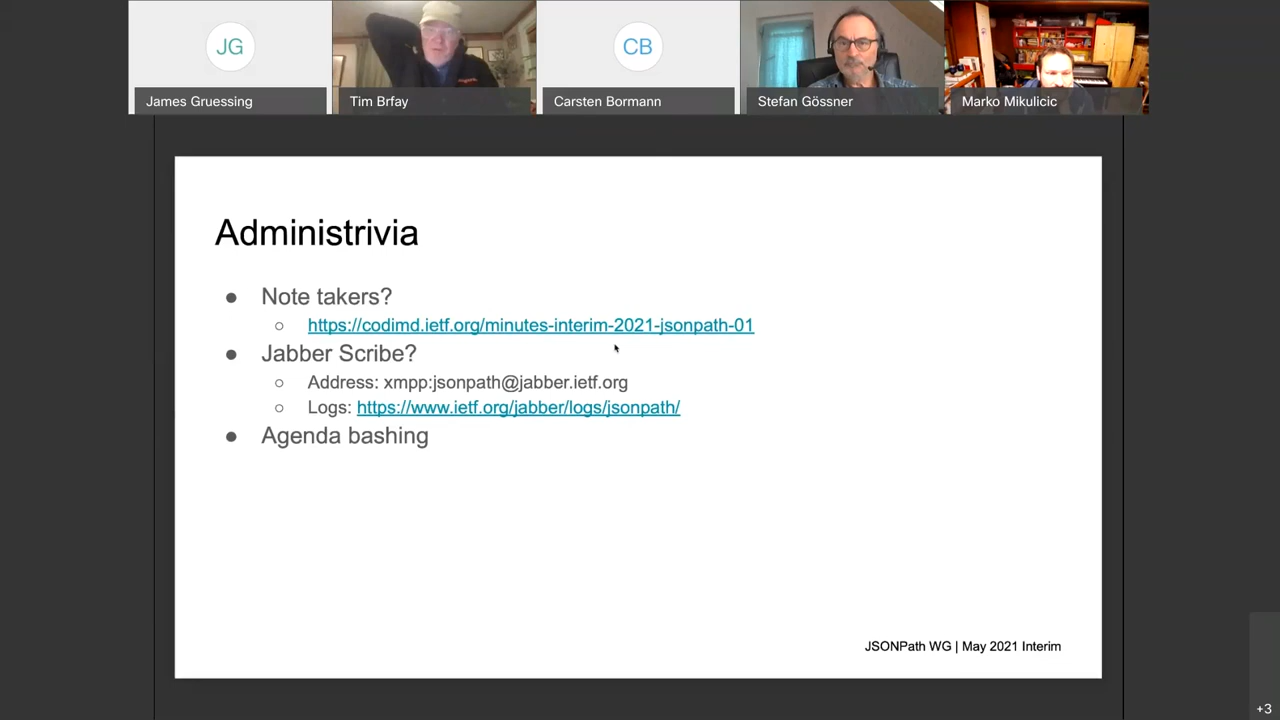 JG
CB
James Gruessing
Tim Brfay
Carsten Bormann
Stefan Gössner
Marko Mikulicic
Administrivia
● Note takers?
○ https://codimd.ietf.org/minutes-interim-2021-jsonpath-01
● Jabber Scribe?
○ Address: xmpp:jsonpath@jabber.ietf.org
○ Logs: https://www.ietf.org/jabber/logs/jsonpath/
● Agenda bashing
JSONPath WG | May 2021 Interim
+3